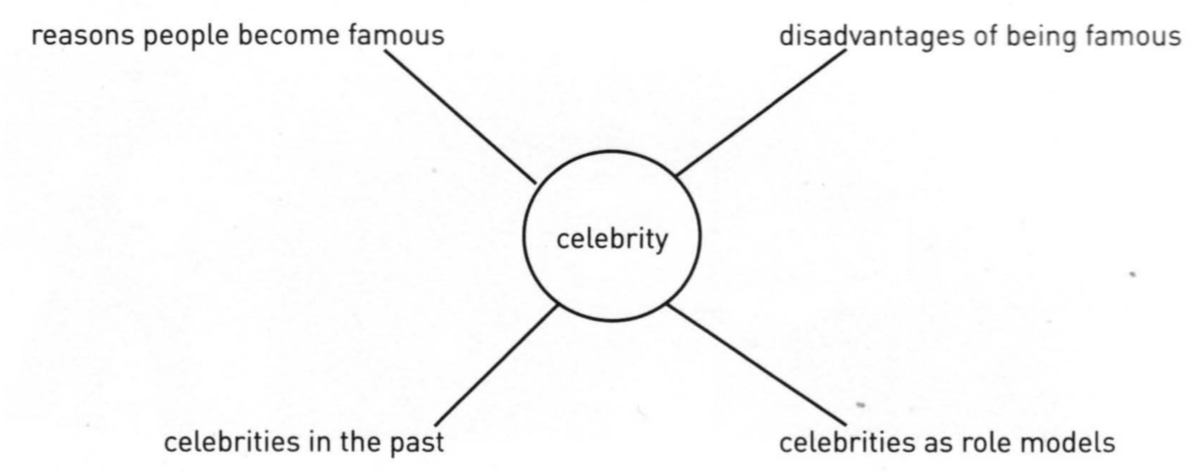 reasons people become famous
disadvantages of being famous
celebrity
celebrities in the past
celebrities as role models